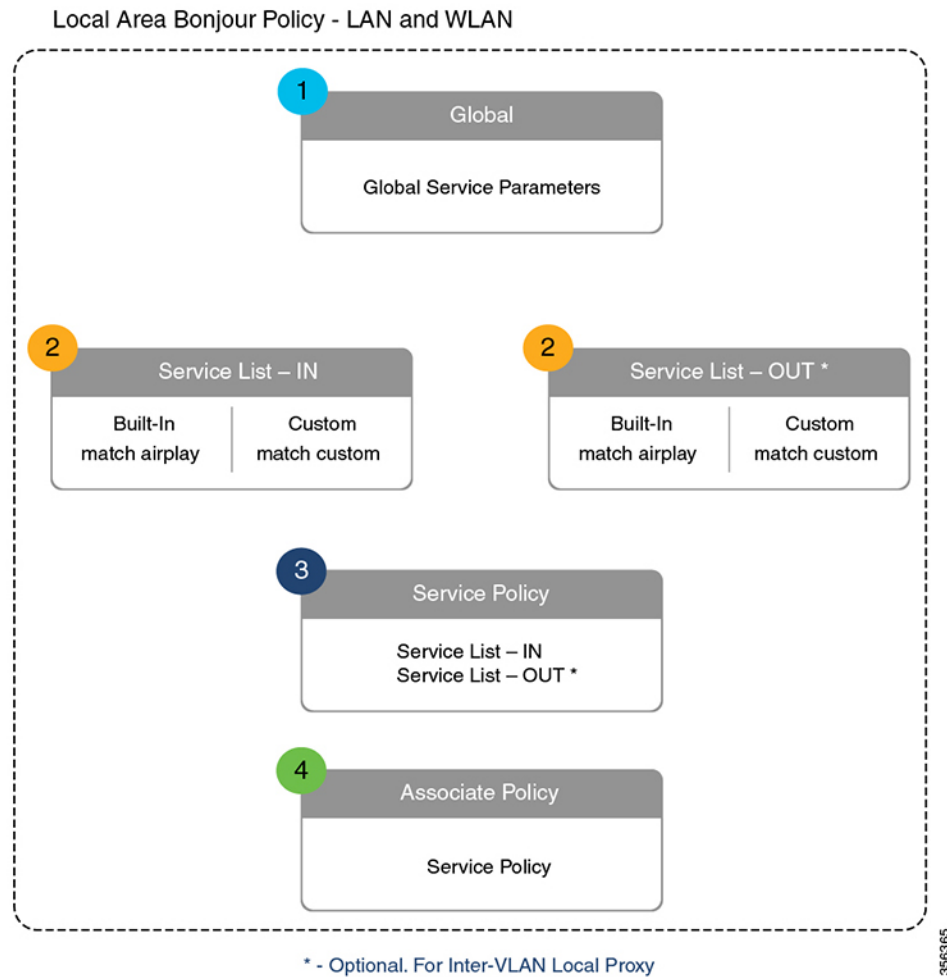 Local Area Bonjour Policy - LAN and WLAN
1
Global
Global Service Parameters
2
Service List – IN
Built-In
match airplay
Custom
match custom
2
Service List – OUT *
Built-In
match airplay
Custom
match custom
3
Service Policy
Service List – IN
Service List – OUT *
4
Associate Policy
Service Policy
* - Optional. For Inter-VLAN Local Proxy
356365